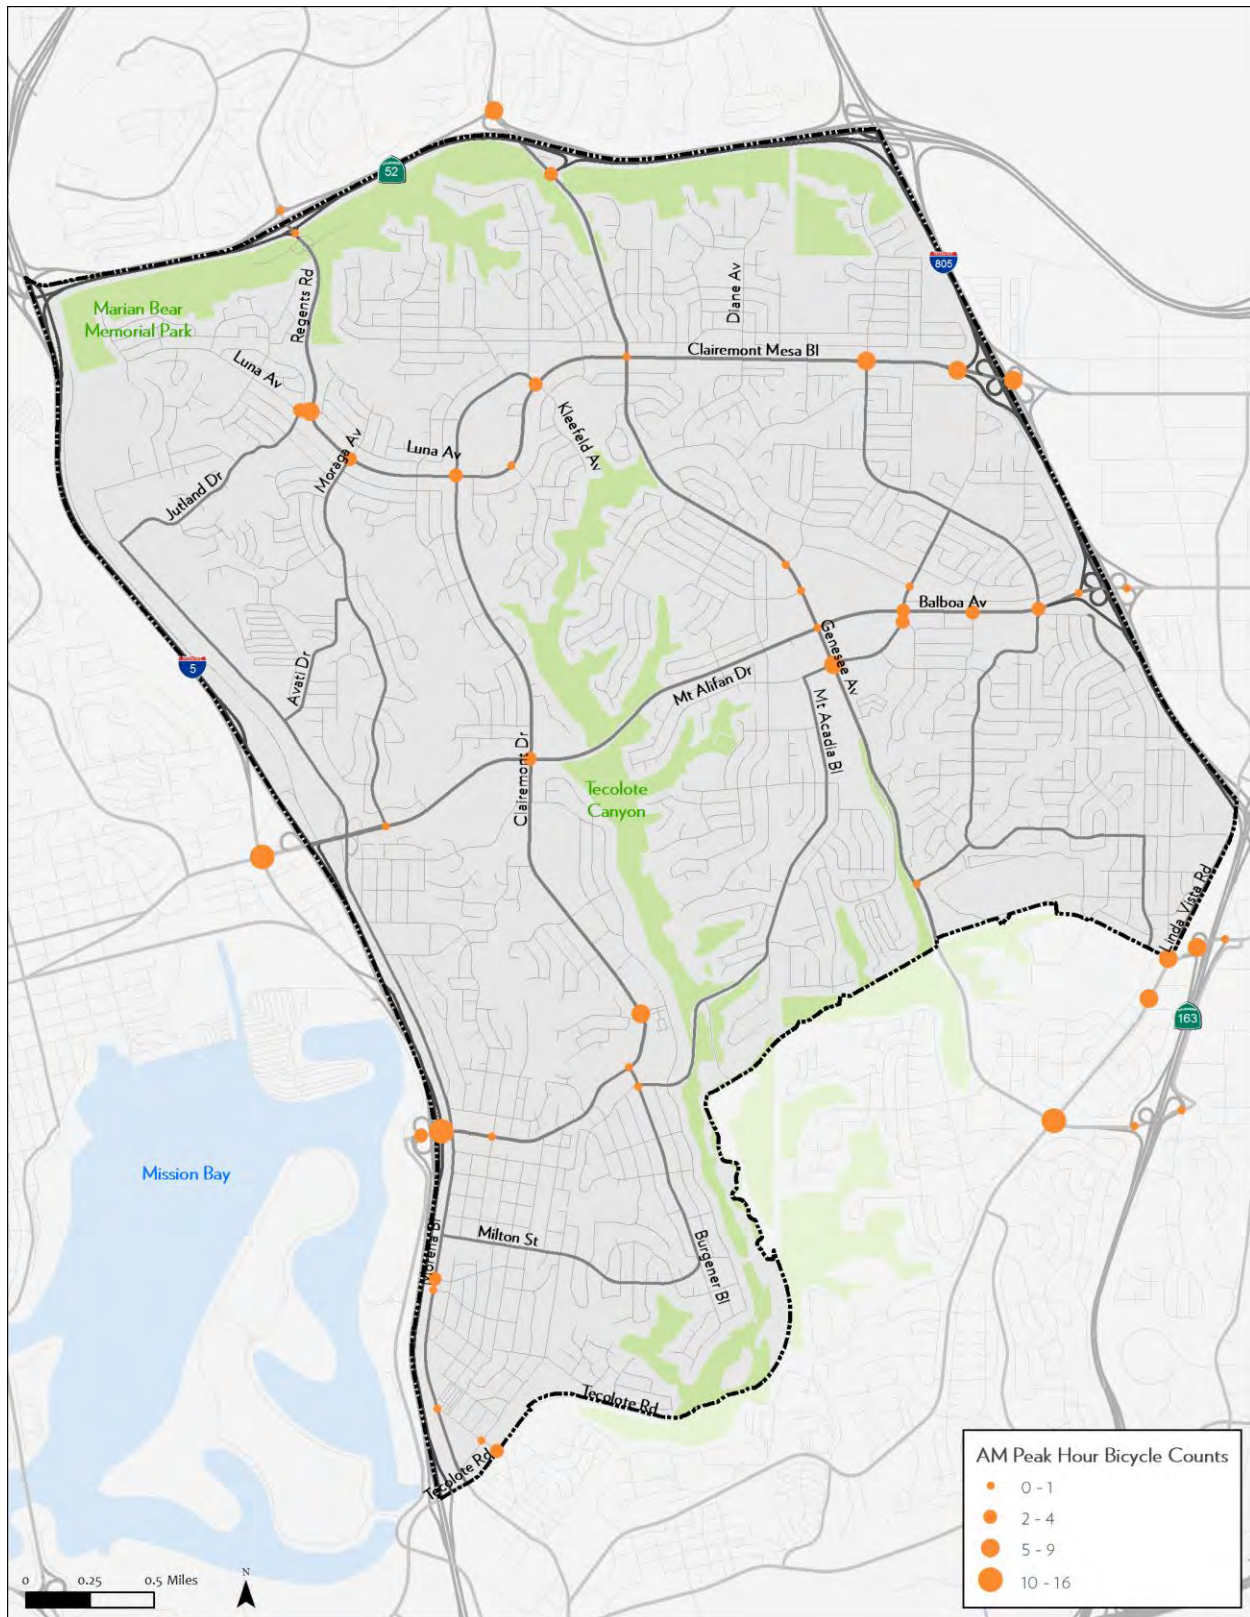 52
805
Diane Av
Marian Bear
Memorial Park
Regents Rd
Clairemont Mesa Bl
Luna Av
Kleefeld Av
Moraga Av
Luna Av
Jutland Dr
Balboa Av
Genesee Av
5
Avati Dr
Mt Alifan Dr
Mt Acadia Bl
Clairemont Dr
Tecolote
Canyon
Linda Vista Rd
163
Mission Bay
Morena Bl
Milton St
Burgener Bl
Tecolote Rd
Tecolote Rd
AM Peak Hour Bicycle Counts
0 - 1
2 - 4
5 - 9
10 - 16
0 0.25 0.5 Miles
N